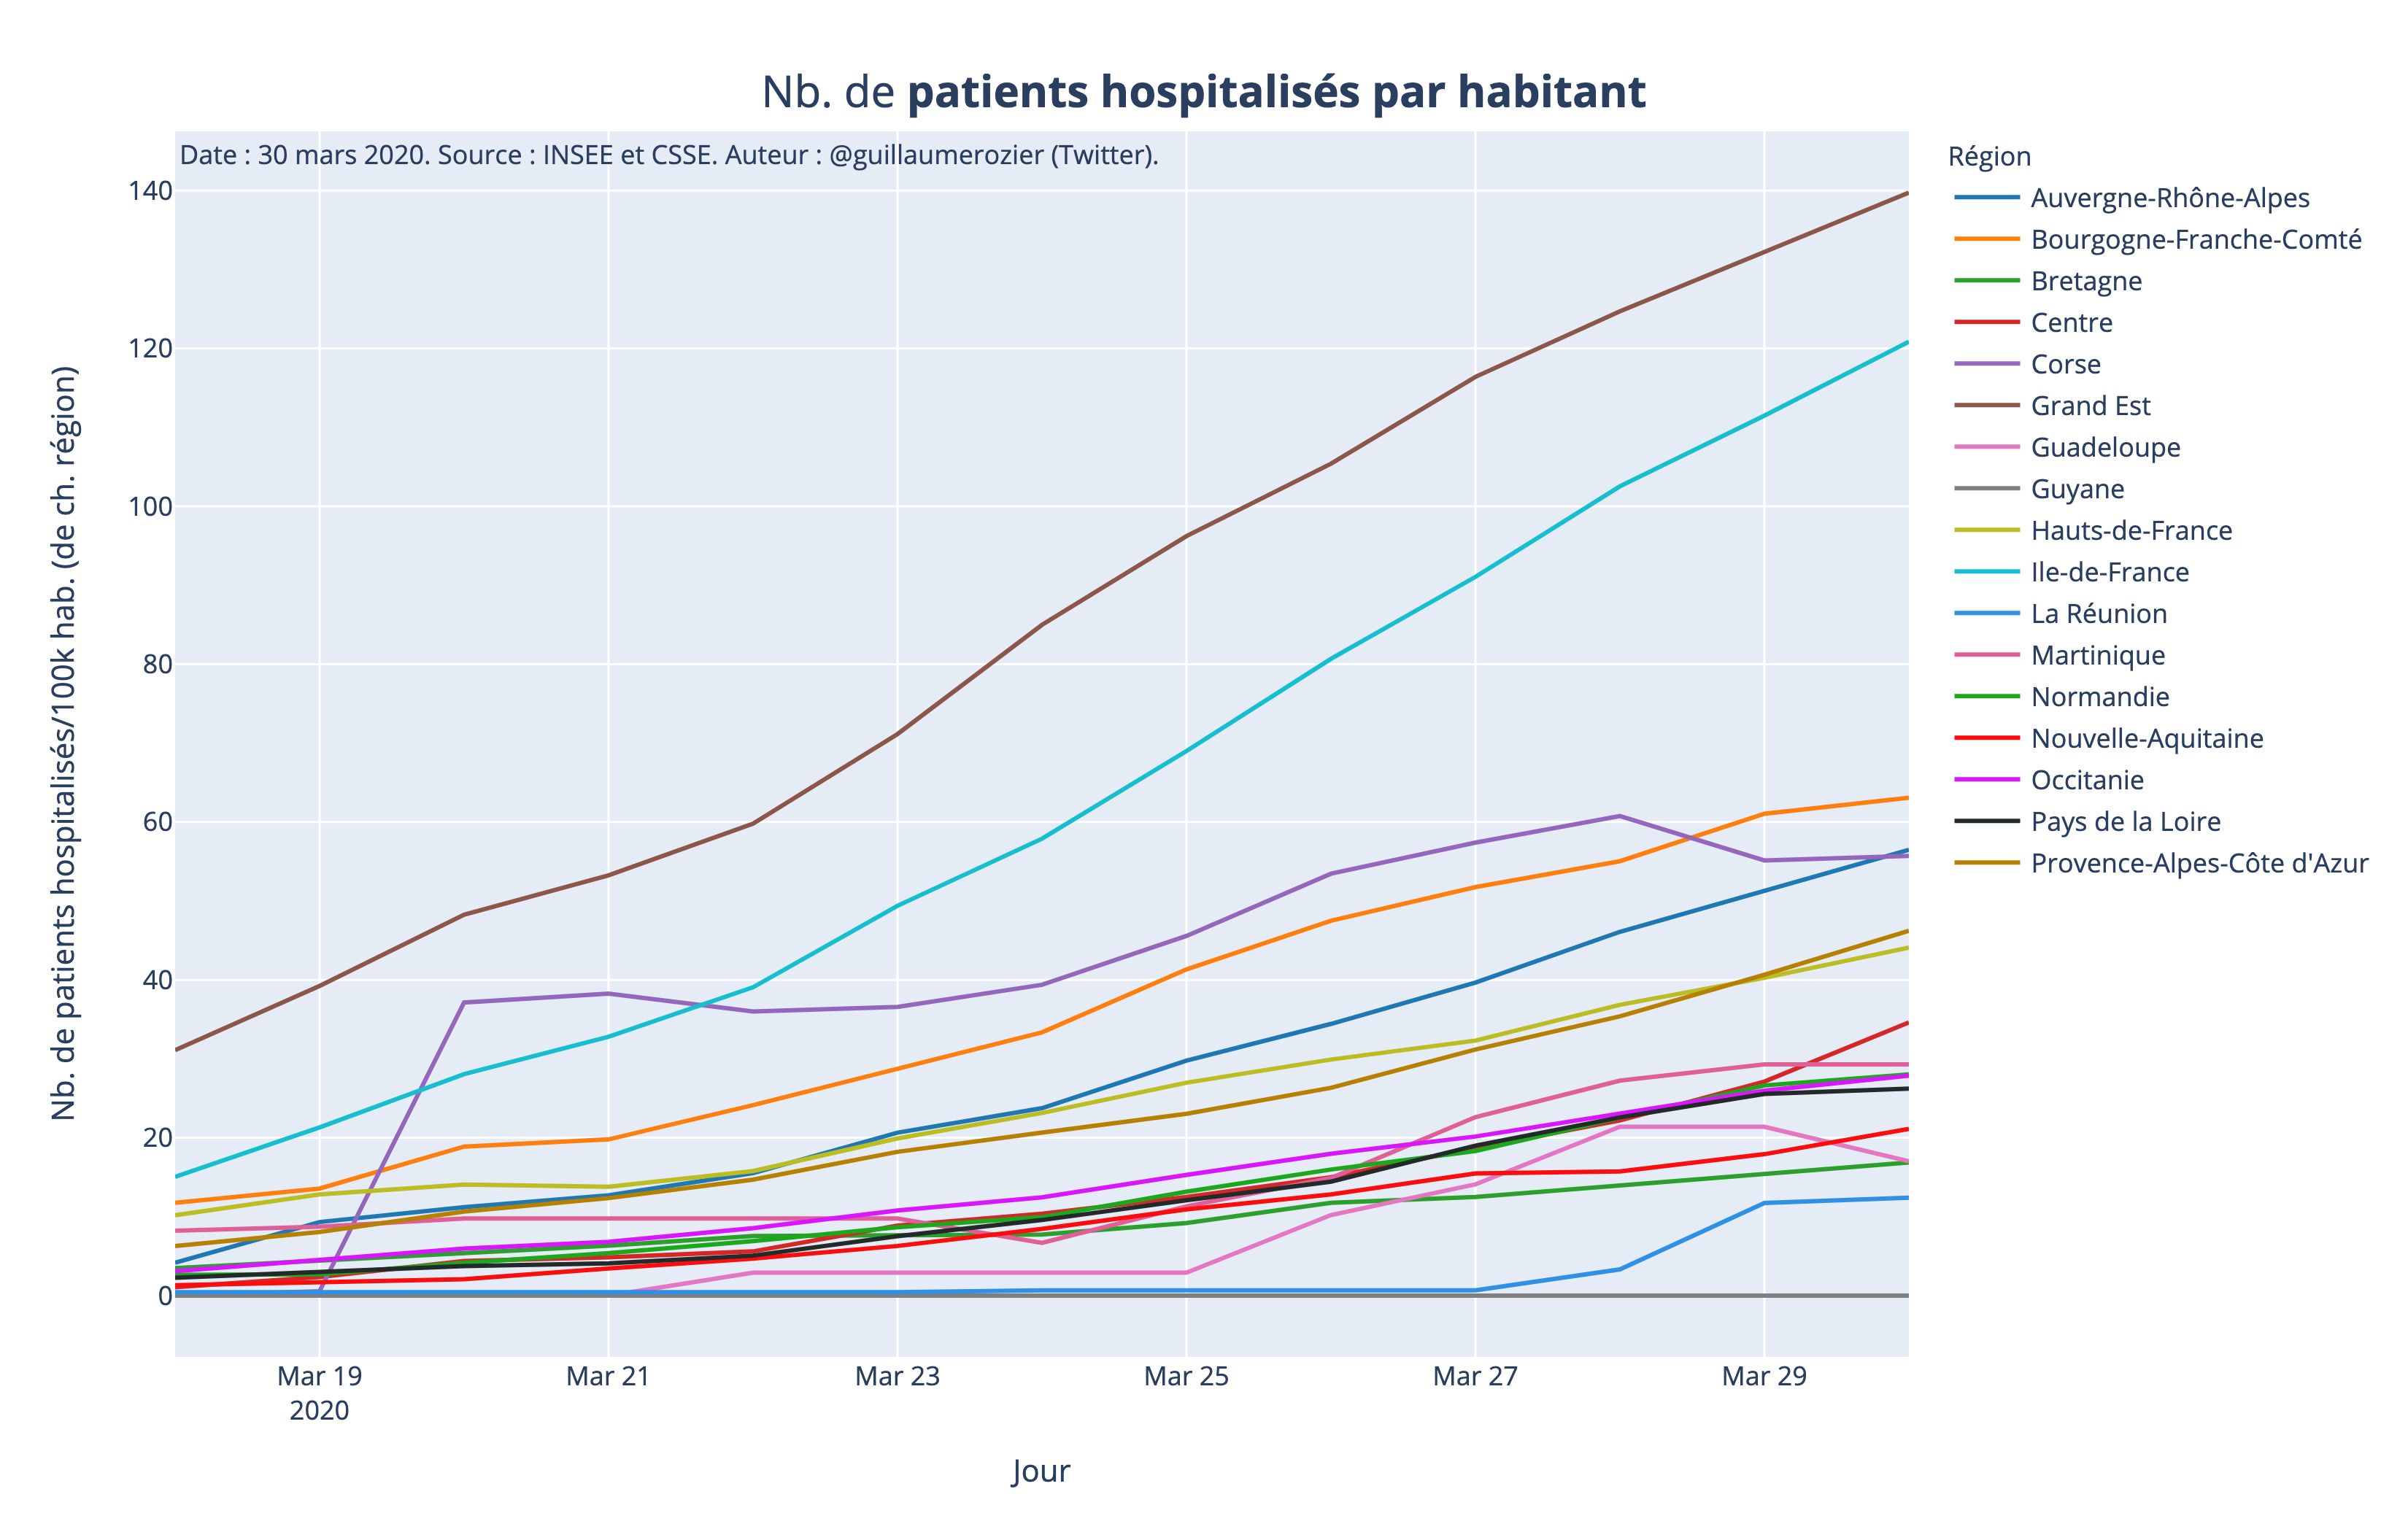 Nb. de patients hospitalisés par habitant
Date : 30 mars 2020. Source : INSEE et CSSE. Auteur : @guillaumerozier (Twitter).
Nb. de patients hospitalisés/100k hab. (de ch. région)
140
120
100
80
60
40
20
0
Mar 19
2020
Mar 21
Mar 23
Mar 25
Mar 27
Mar 29
Jour
Région
Auvergne-Rhône-Alpes
Bourgogne-Franche-Comté
Bretagne
Centre
Corse
Grand Est
Guadeloupe
Guyane
Hauts-de-France
Ile-de-France
La Réunion
Martinique
Normandie
Nouvelle-Aquitaine
Occitanie
Pays de la Loire
Provence-Alpes-Côte d'Azur